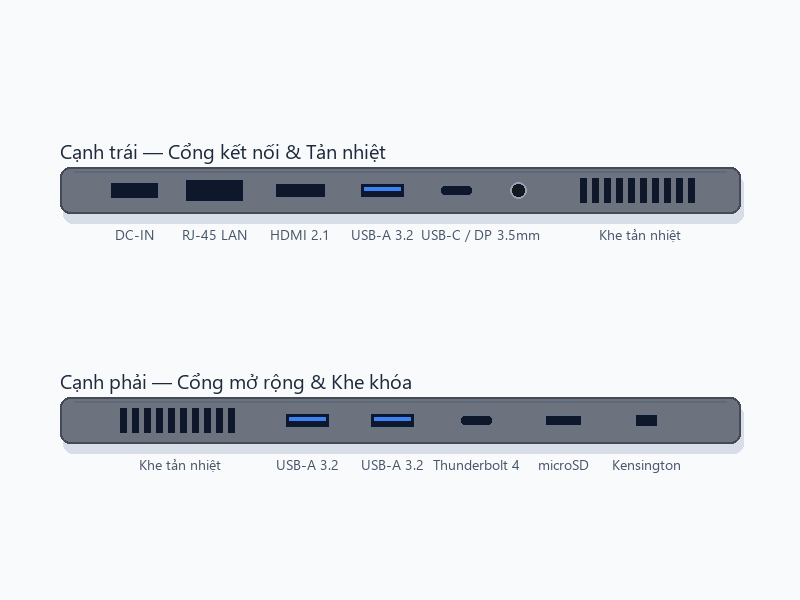 Cạnh trái — Cổng kết nối & Tản nhiệt
DC-IN RJ-45 LAN HDMI 2.1 USB-A 3.2 USB-C / DP 3.5mm Khe tản nhiệt
Cạnh phải — Cổng mở rộng & Khe khóa
Khe tản nhiệt USB-A 3.2 USB-A 3.2 Thunderbolt 4 microSD Kensington